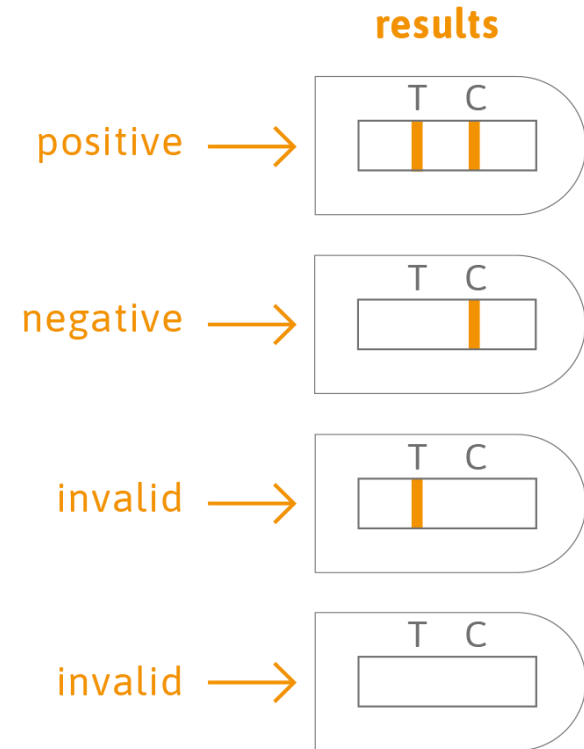 results
T C
positive
T C
negative
T C
invalid
T C
invalid